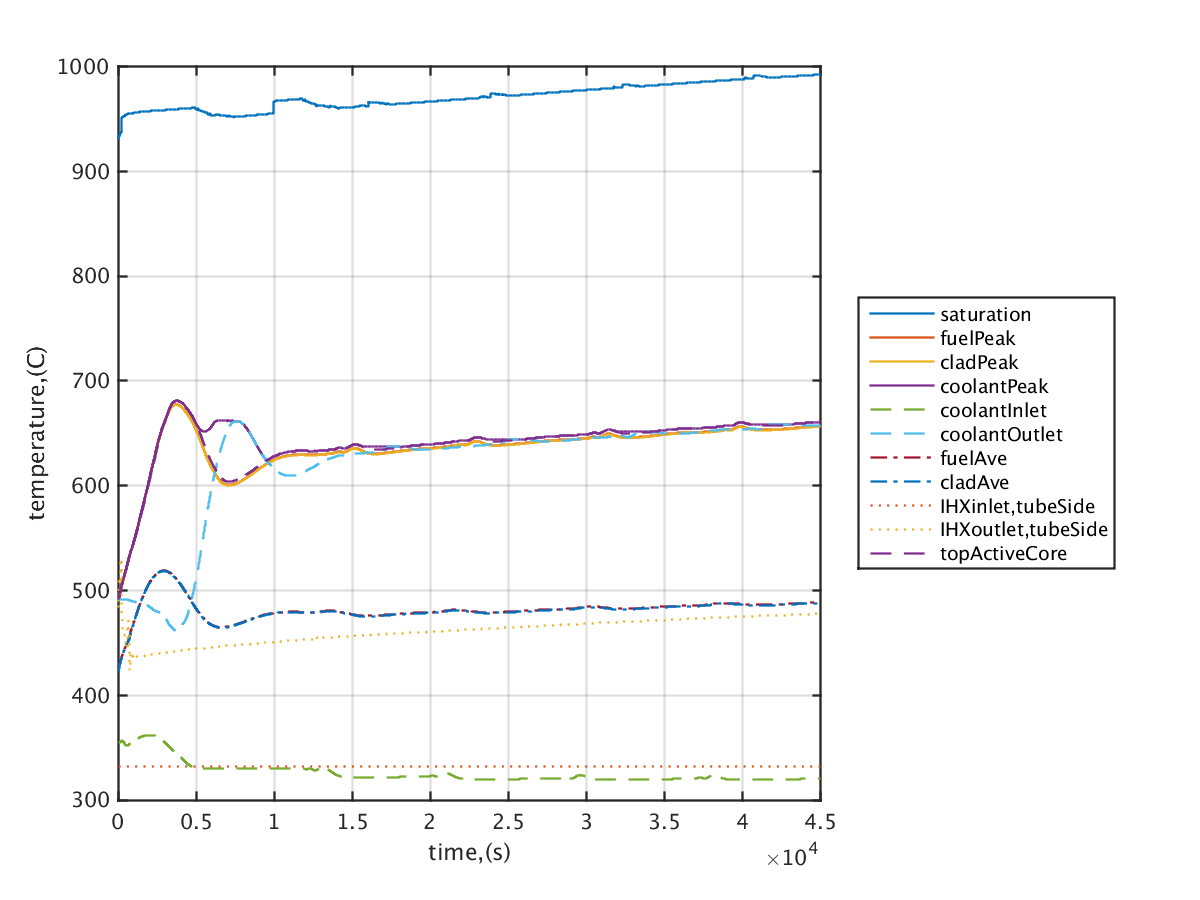 1000
900
800
700
600
500
400
300
temperature,(C)
0 0.5 1 1.5 2 2.5 3 3.5 4 4.5
time,(s)
×10⁴
saturation
fuelPeak
cladPeak
coolantPeak
coolantInlet
coolantOutlet
fuelAve
cladAve
IHXinlet,tubeSide
IHXoutlet,tubeSide
topActiveCore